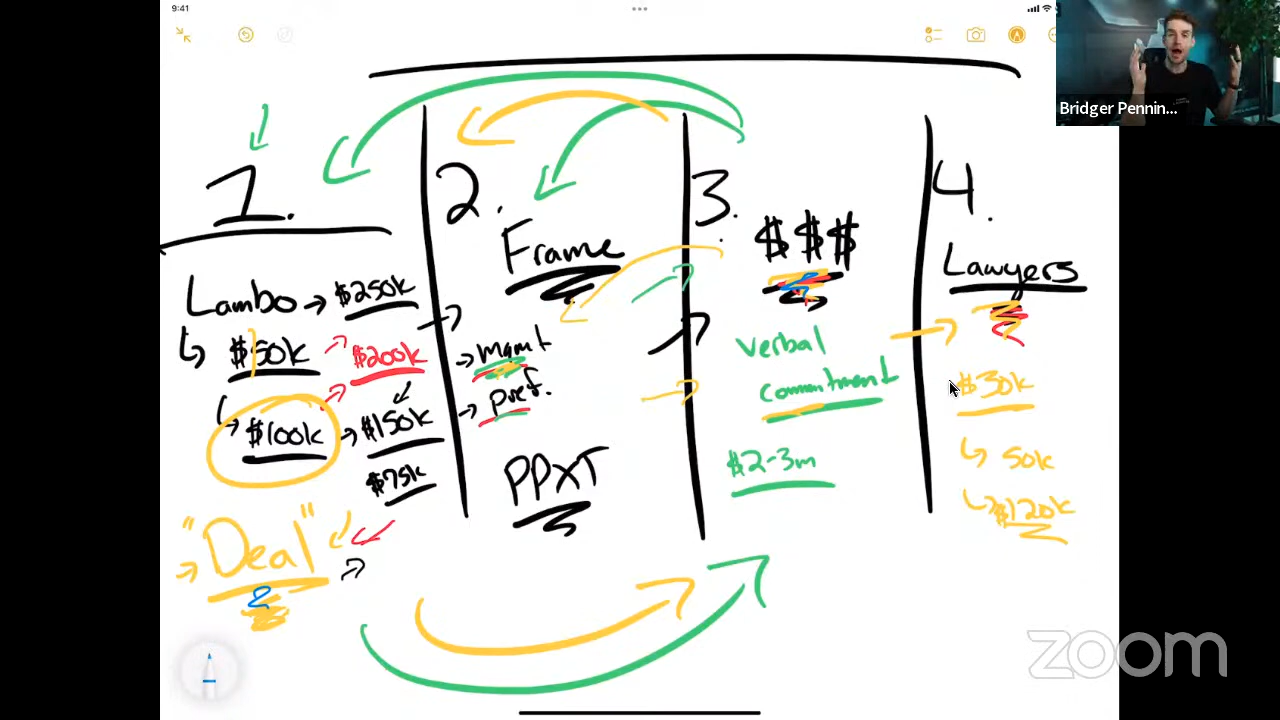 9:41
Bridger Pennin...
1.
Lambo → $250k
↳ $50k → $200k
↳ $100k → $150k
$75k
"Deal"
2.
Frame
→ mgmt
→ pref.
PPXT
3.
$$$
verbal
commitment
$2-3m
4.
Lawyers
$30k
↳ 50k
↳ $120k
zoom